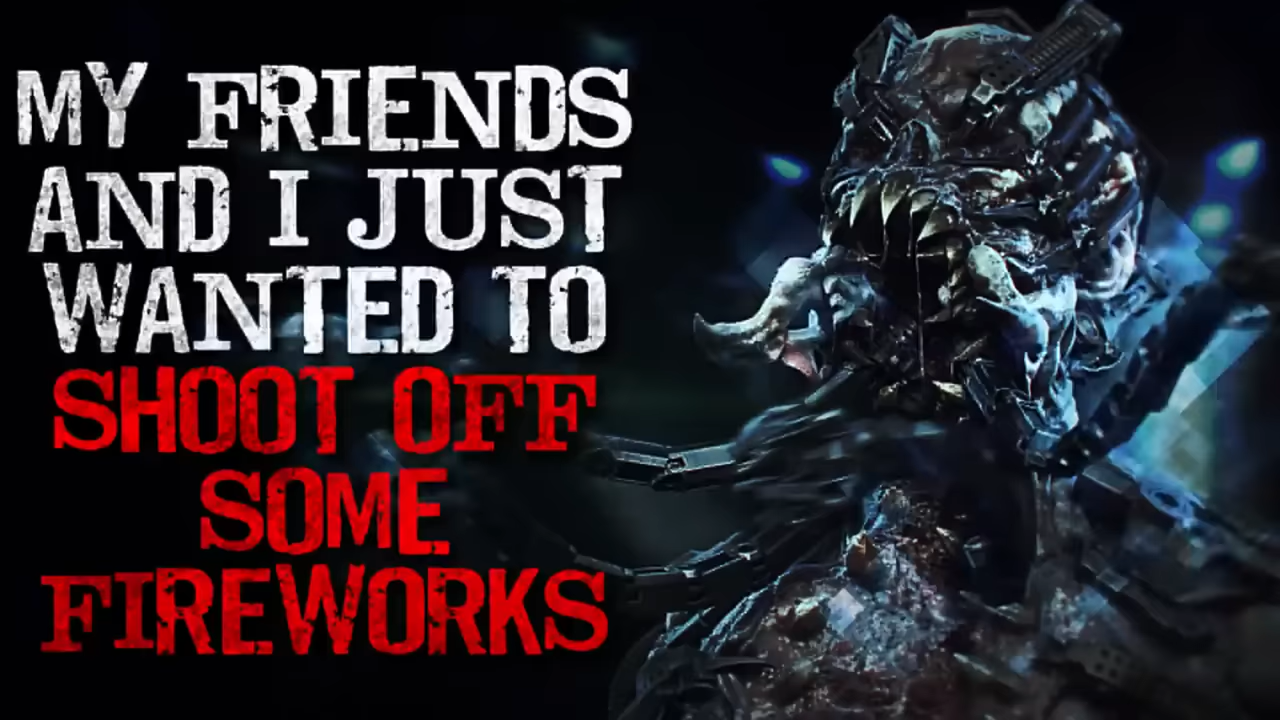 MY FRIENDS
AND I JUST
WANTED TO
SHOOT OFF
SOME
FIREWORKS